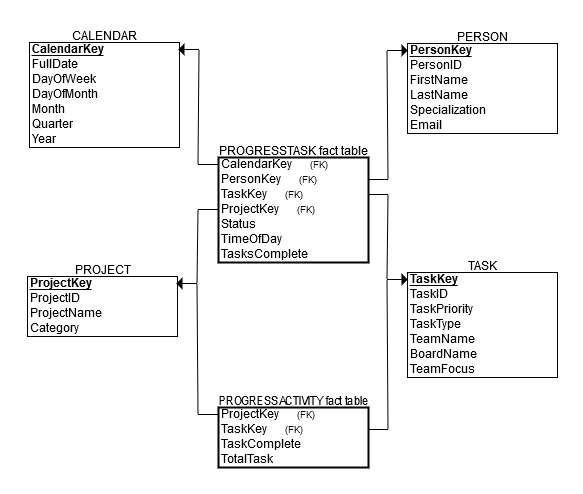 CALENDAR
CalendarKey
FullDate
DayOfWeek
DayOfMonth
Month
Quarter
Year
PERSON
PersonKey
PersonID
FirstName
LastName
Specialization
Email
PROGRESSTASK fact table
CalendarKey (FK)
PersonKey (FK)
TaskKey (FK)
ProjectKey (FK)
Status
TimeOfDay
TasksComplete
PROJECT
ProjectKey
ProjectID
ProjectName
Category
TASK
TaskKey
TaskID
TaskPriority
TaskType
TeamName
BoardName
TeamFocus
PROGRESSACTIVITY fact table
ProjectKey (FK)
TaskKey (FK)
TaskComplete
TotalTask